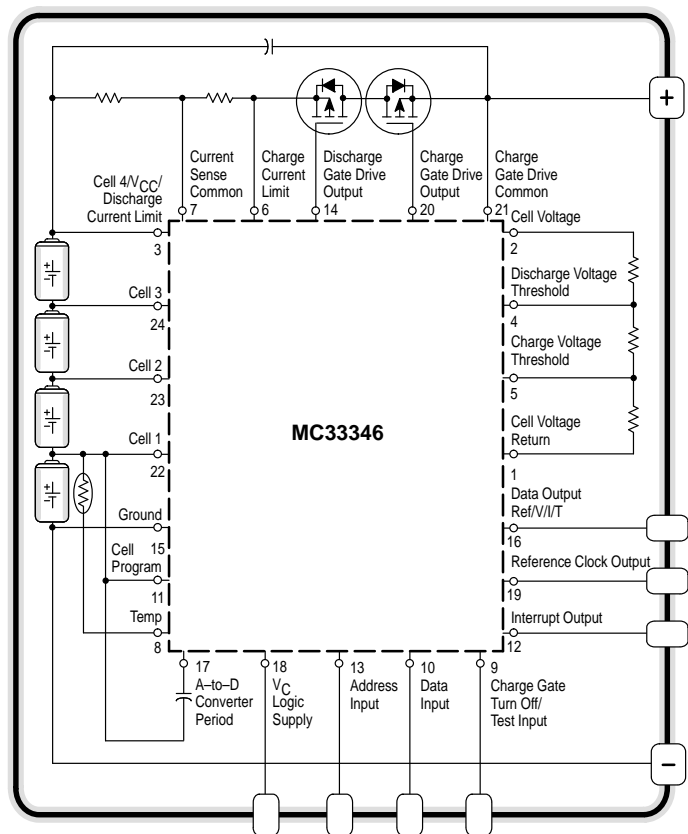 +
Cell 4/VCC/
Discharge
Current Limit
3
Current
Sense
Common
7
Charge
Current
Limit
6
Discharge
Gate Drive
Output
14
Charge
Gate Drive
Output
20
Charge
Gate Drive
Common
21
Cell Voltage
2
Discharge Voltage
Threshold
4
Charge Voltage
Threshold
5
Cell Voltage
Return
1
Data Output
Ref/V/I/T
16
Reference Clock Output
19
Interrupt Output
12
+
–
Cell 3
24
+
–
Cell 2
23
+
–
Cell 1
22
+
–
Ground
15
Cell
Program
11
Temp
8
MC33346
17
A–to–D
Converter
Period
18
VC
Logic
Supply
13
Address
Input
10
Data
Input
9
Charge Gate
Turn Off/
Test Input
–